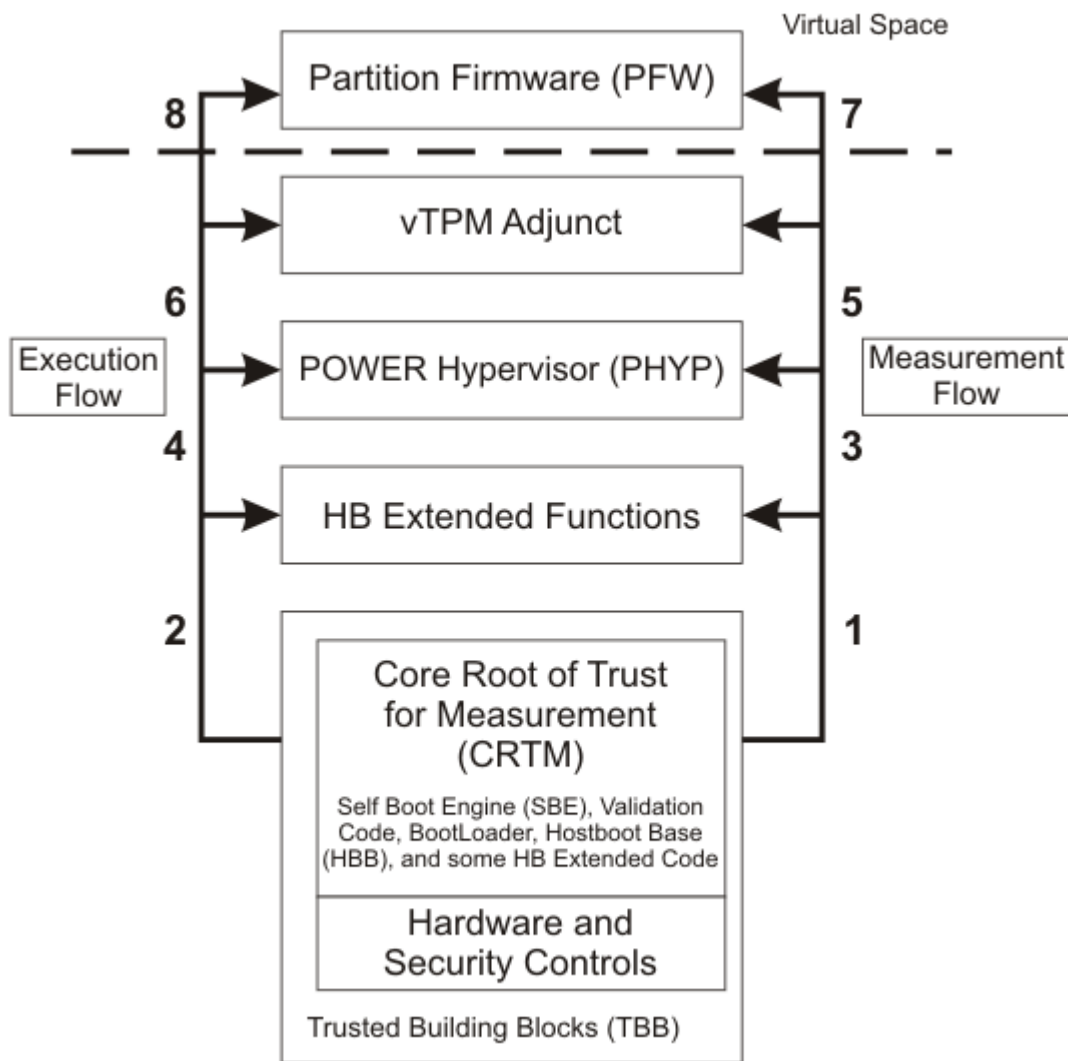 Virtual Space
Partition Firmware (PFW)
8
7
vTPM Adjunct
6
5
Execution
Flow
POWER Hypervisor (PHYP)
Measurement
Flow
4
3
HB Extended Functions
2
1
Core Root of Trust
for Measurement
(CRTM)
Self Boot Engine (SBE), Validation
Code, BootLoader, Hostboot Base
(HBB), and some HB Extended Code
Hardware and
Security Controls
Trusted Building Blocks (TBB)